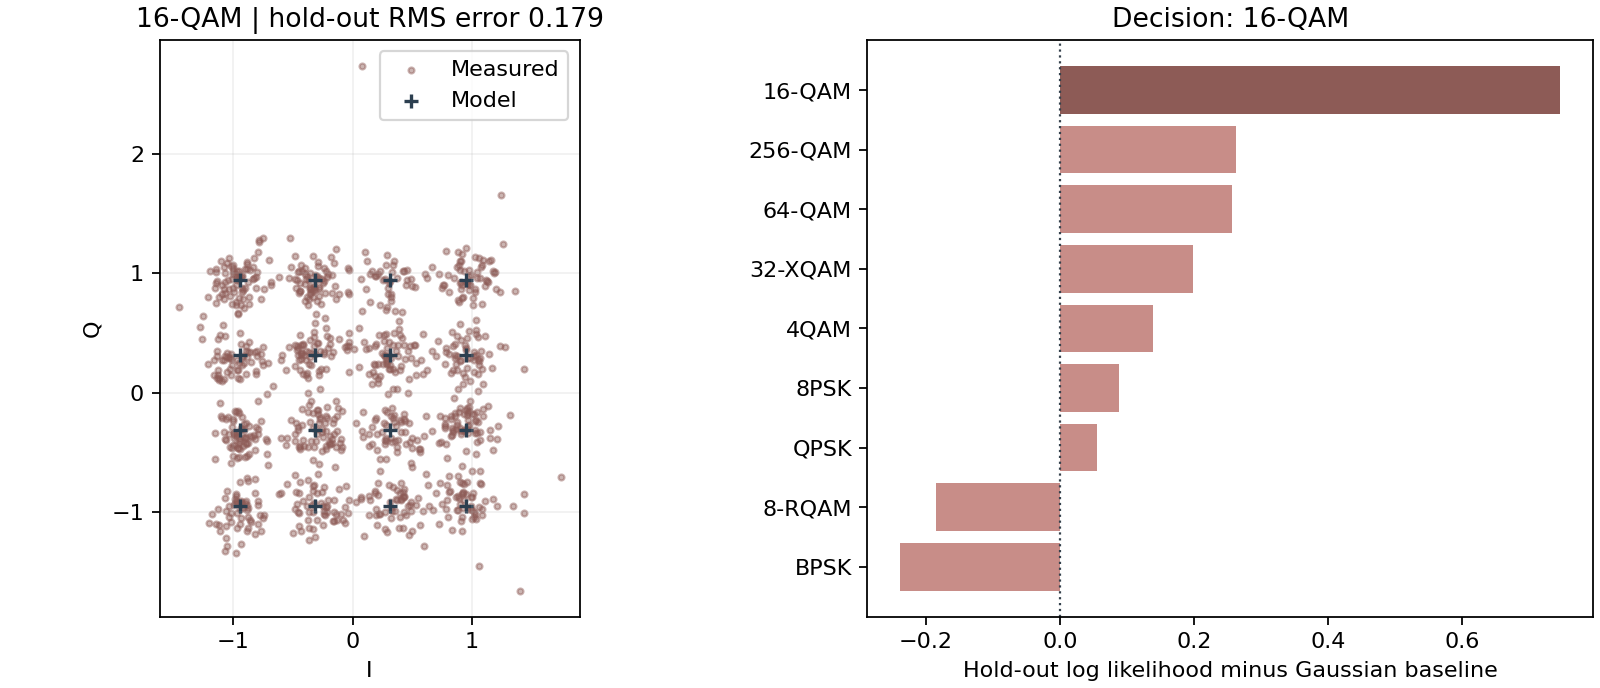 16-QAM | hold-out RMS error 0.179
Measured
Model
2
1
0
−1
Q
−1
0
1
I
Decision: 16-QAM
16-QAM
256-QAM
64-QAM
32-XQAM
4QAM
8PSK
QPSK
8-RQAM
BPSK
−0.2
0.0
0.2
0.4
0.6
Hold-out log likelihood minus Gaussian baseline